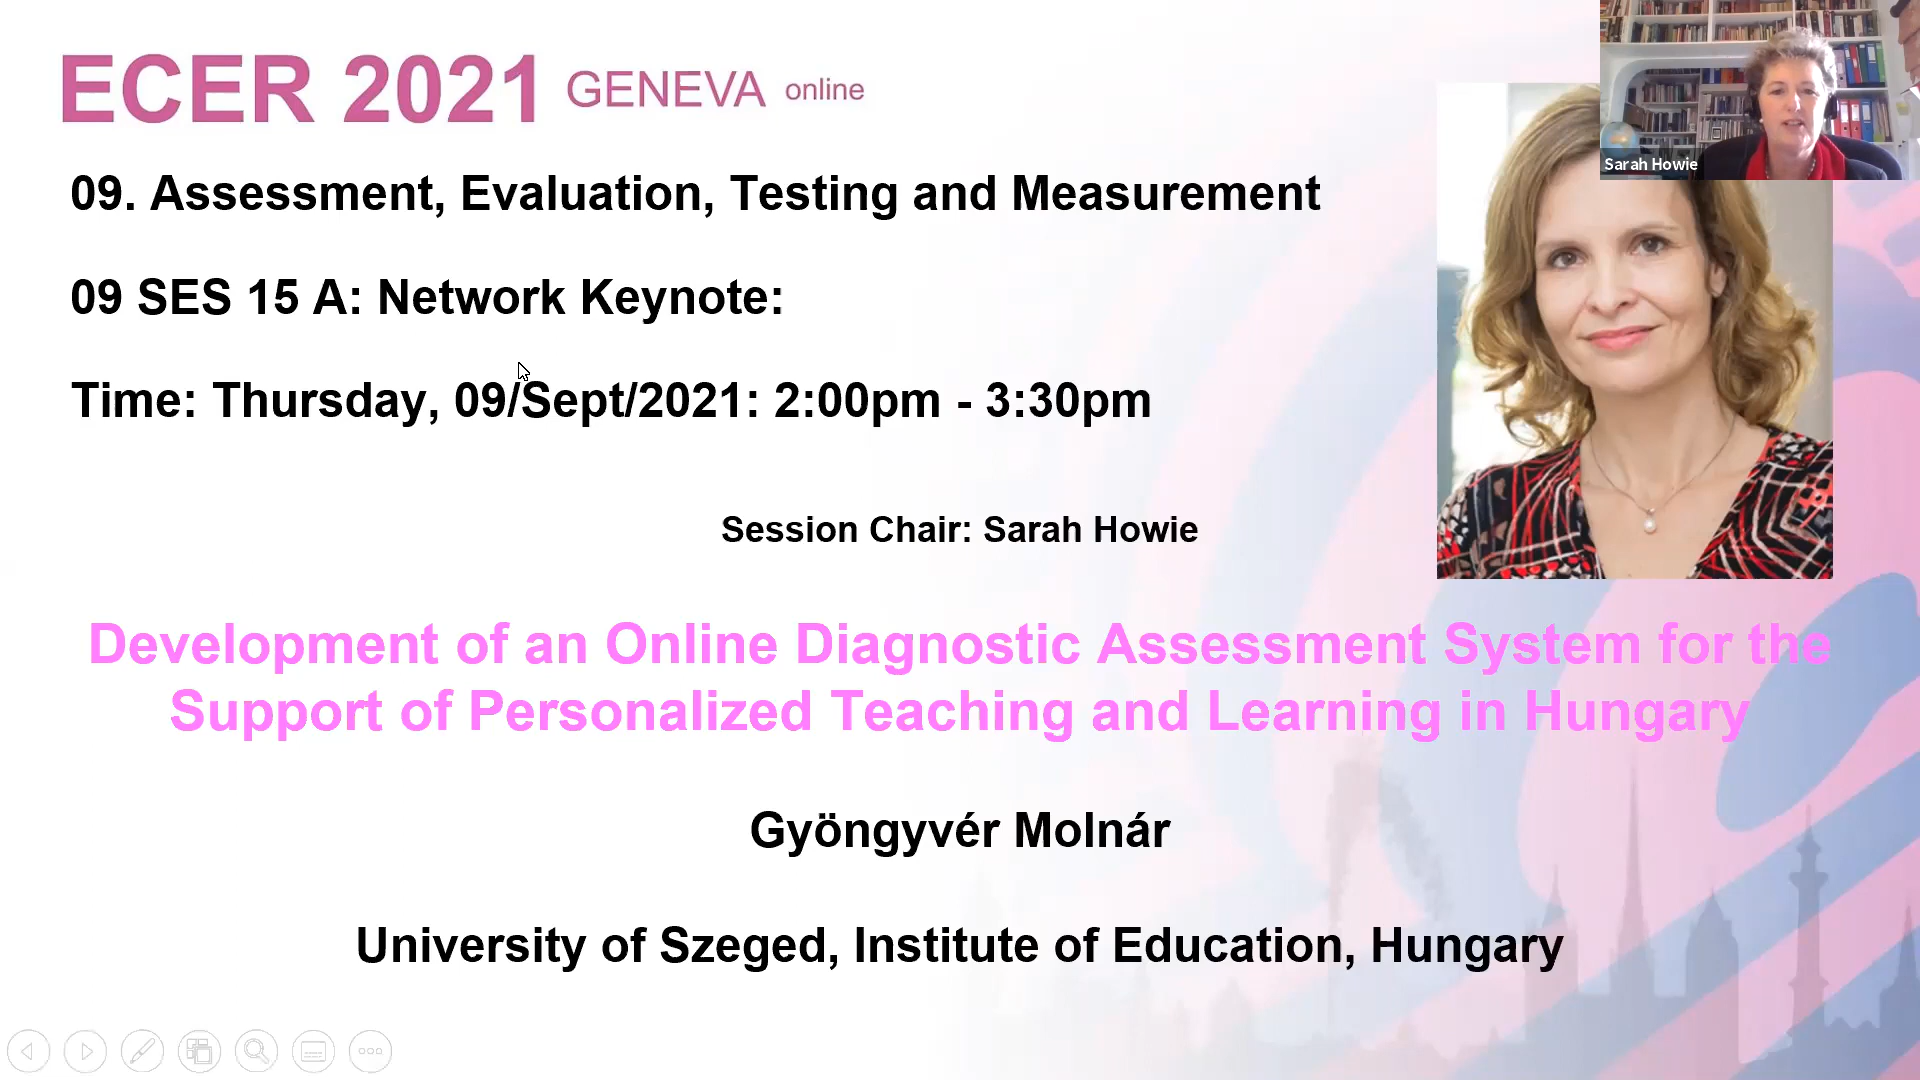 ECER 2021 GENEVA online
Sarah Howie
09. Assessment, Evaluation, Testing and Measurement
09 SES 15 A: Network Keynote:
Time: Thursday, 09/Sept/2021: 2:00pm - 3:30pm
Session Chair: Sarah Howie
Development of an Online Diagnostic Assessment System for the
Support of Personalized Teaching and Learning in Hungary
Gyöngyvér Molnár
University of Szeged, Institute of Education, Hungary